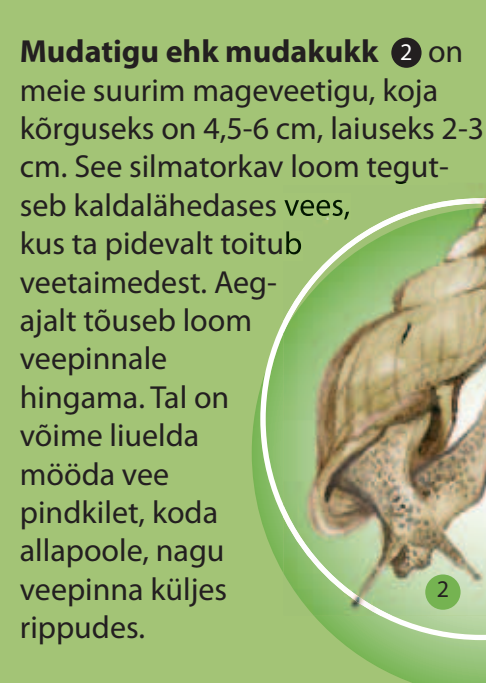 Mudatigu ehk mudakukk 2 on
meie suurim mageveetigu, koja
kõrguseks on 4,5-6 cm, laiuseks 2-3
cm. See silmatorkav loom tegut-
seb kaldalähedases vees,
kus ta pidevalt toitub
veetaimedest. Aeg-
ajalt tõuseb loom
veepinnale
hingama. Tal on
võime liuelda
mööda vee
pindkilet, koda
allapoole, nagu
veepinna küljes
rippudes.
2